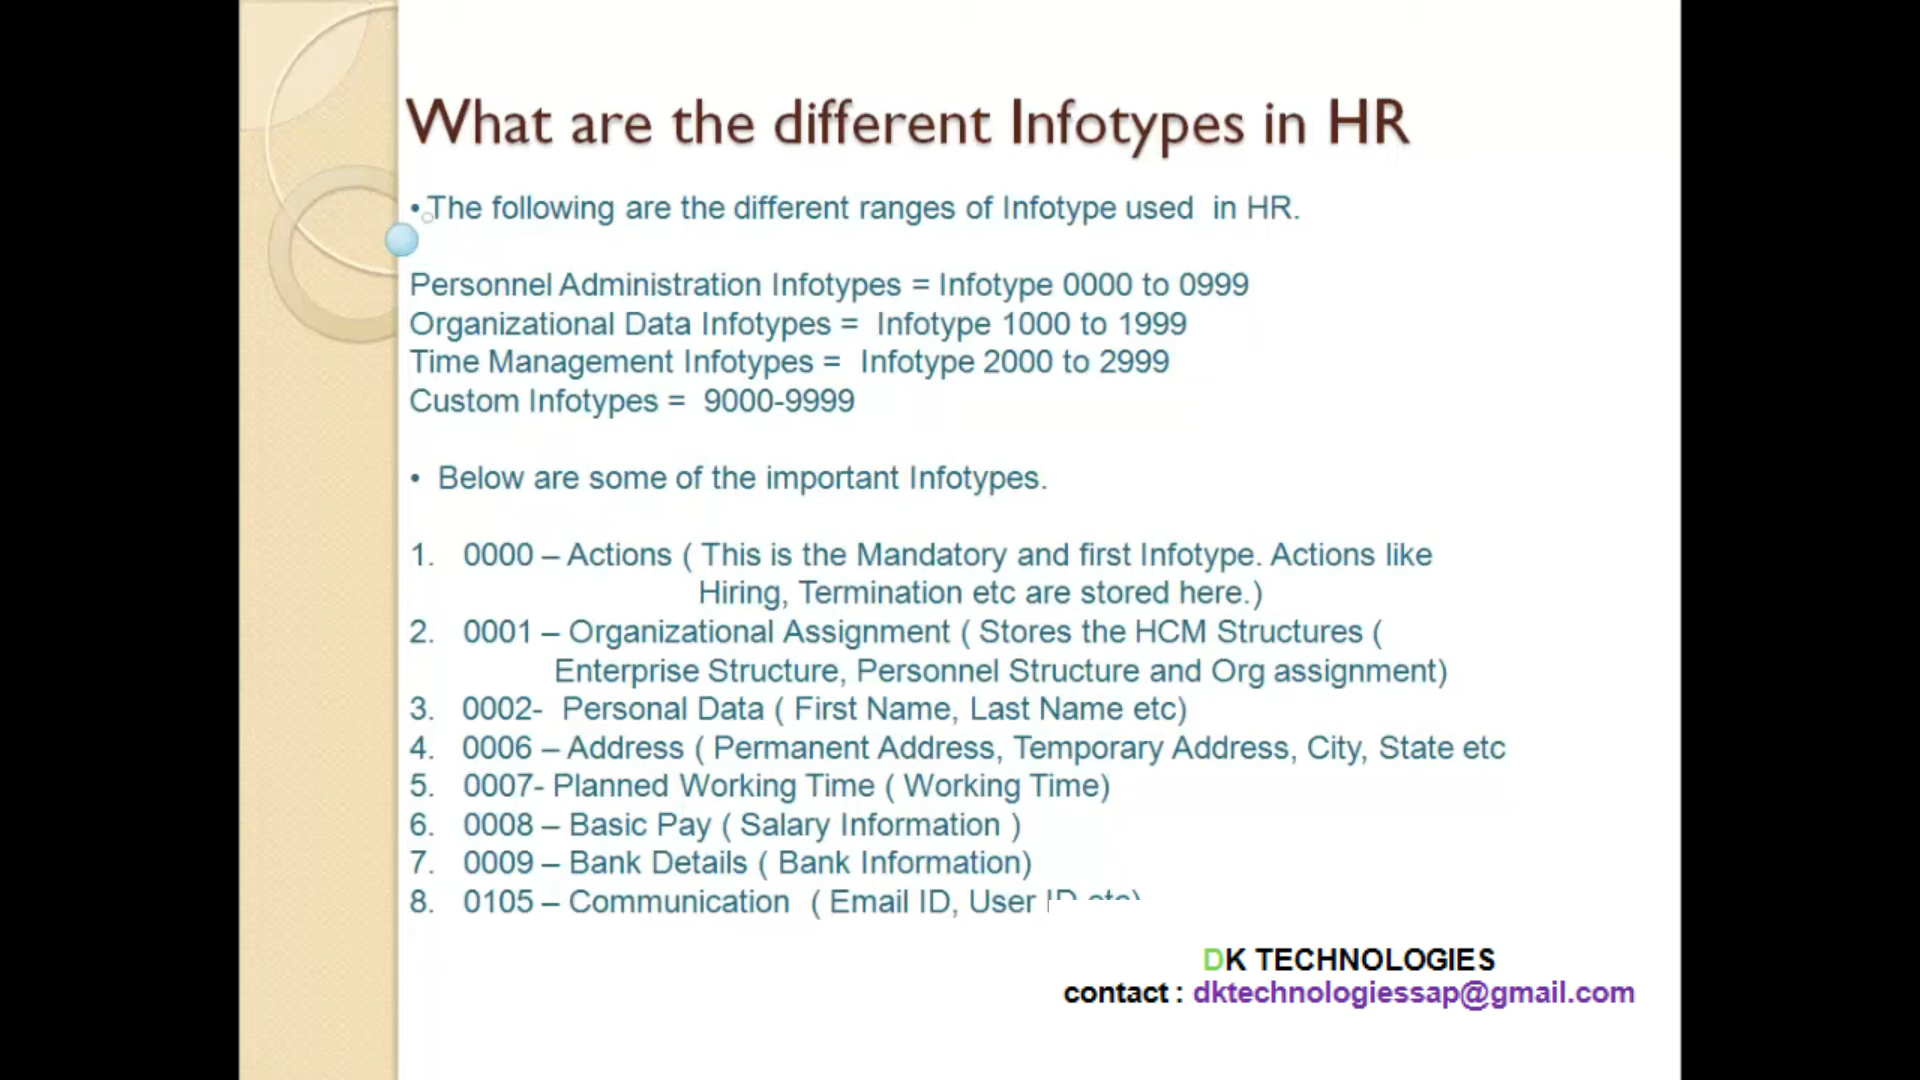 What are the different Infotypes in HR
• The following are the different ranges of Infotype used in HR.
Personnel Administration Infotypes = Infotype 0000 to 0999
Organizational Data Infotypes = Infotype 1000 to 1999
Time Management Infotypes = Infotype 2000 to 2999
Custom Infotypes = 9000-9999
• Below are some of the important Infotypes.
1. 0000 – Actions ( This is the Mandatory and first Infotype. Actions like
Hiring, Termination etc are stored here.)
2. 0001 – Organizational Assignment ( Stores the HCM Structures (
Enterprise Structure, Personnel Structure and Org assignment)
3. 0002- Personal Data ( First Name, Last Name etc)
4. 0006 – Address ( Permanent Address, Temporary Address, City, State etc
5. 0007- Planned Working Time ( Working Time)
6. 0008 – Basic Pay ( Salary Information )
7. 0009 – Bank Details ( Bank Information)
8. 0105 – Communication ( Email ID, User ID etc)
DK TECHNOLOGIES
contact : dktechnologiessap@gmail.com